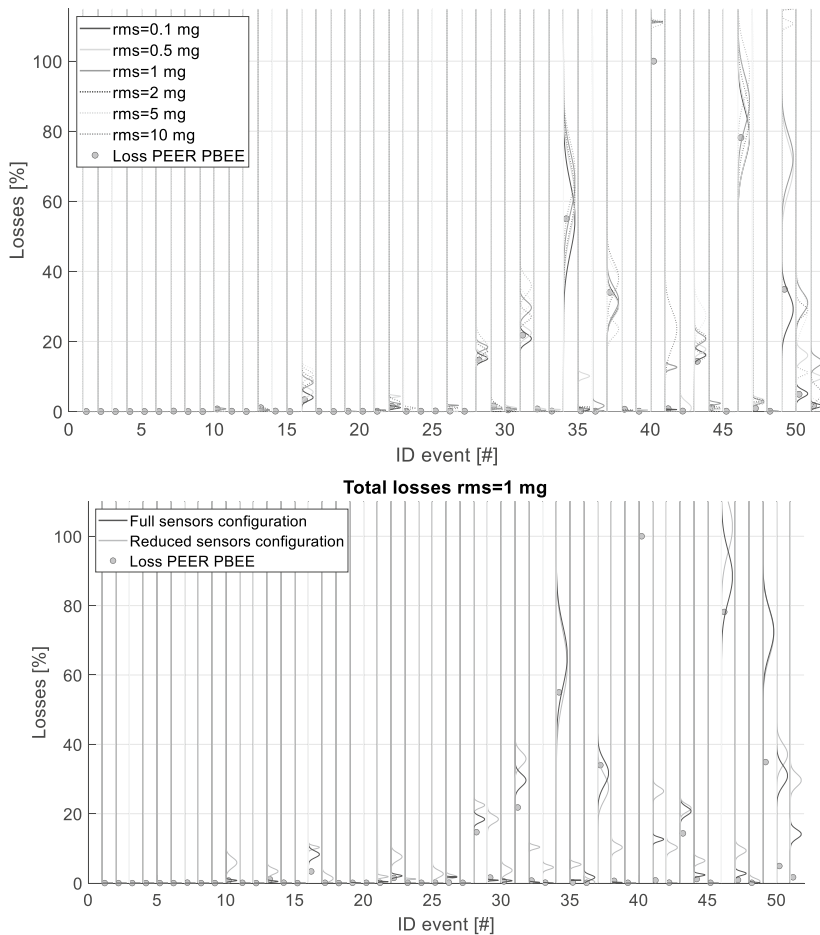 rms=0.1 mg
rms=0.5 mg
rms=1 mg
rms=2 mg
rms=5 mg
rms=10 mg
Loss PEER PBEE
100
80
60
40
20
0
Losses [%]
0 5 10 15 20 25 30 35 40 45 50
ID event [#]
Total losses rms=1 mg
Full sensors configuration
Reduced sensors configuration
Loss PEER PBEE
100
80
60
40
20
0
Losses [%]
0 5 10 15 20 25 30 35 40 45 50
ID event [#]